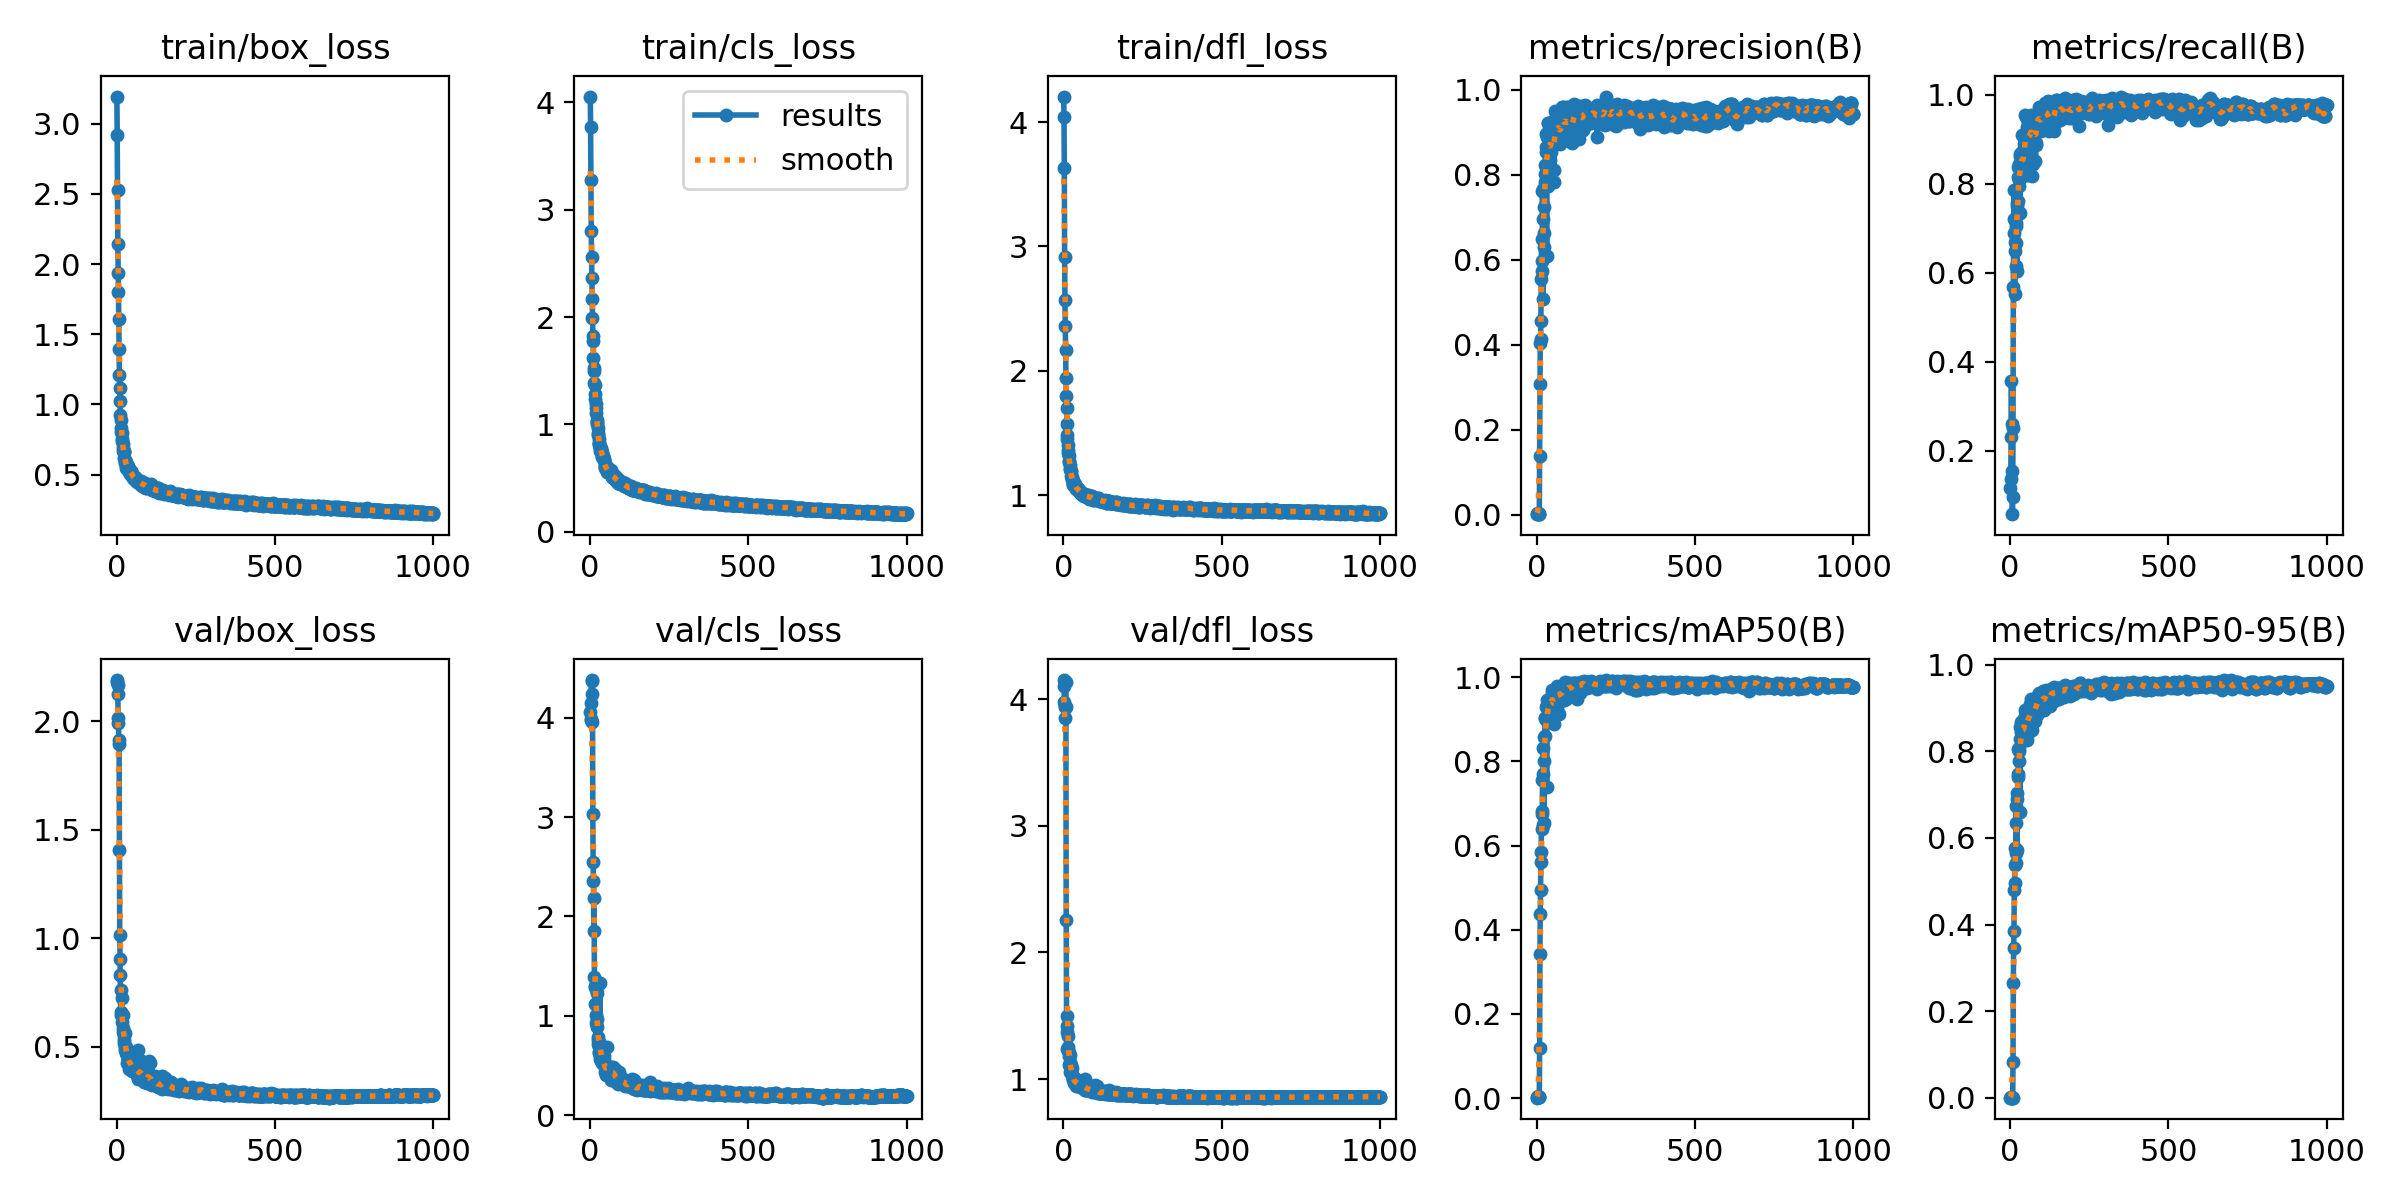 train/box_loss
3.0
2.5
2.0
1.5
1.0
0.5
0 500 1000
train/cls_loss
results
smooth
4
3
2
1
0
0 500 1000
train/dfl_loss
4
3
2
1
0 500 1000
metrics/precision(B)
1.0
0.8
0.6
0.4
0.2
0.0
0 500 1000
metrics/recall(B)
1.0
0.8
0.6
0.4
0.2
0 500 1000
val/box_loss
2.0
1.5
1.0
0.5
0 500 1000
val/cls_loss
4
3
2
1
0
0 500 1000
val/dfl_loss
4
3
2
1
0 500 1000
metrics/mAP50(B)
1.0
0.8
0.6
0.4
0.2
0.0
0 500 1000
metrics/mAP50-95(B)
1.0
0.8
0.6
0.4
0.2
0.0
0 500 1000